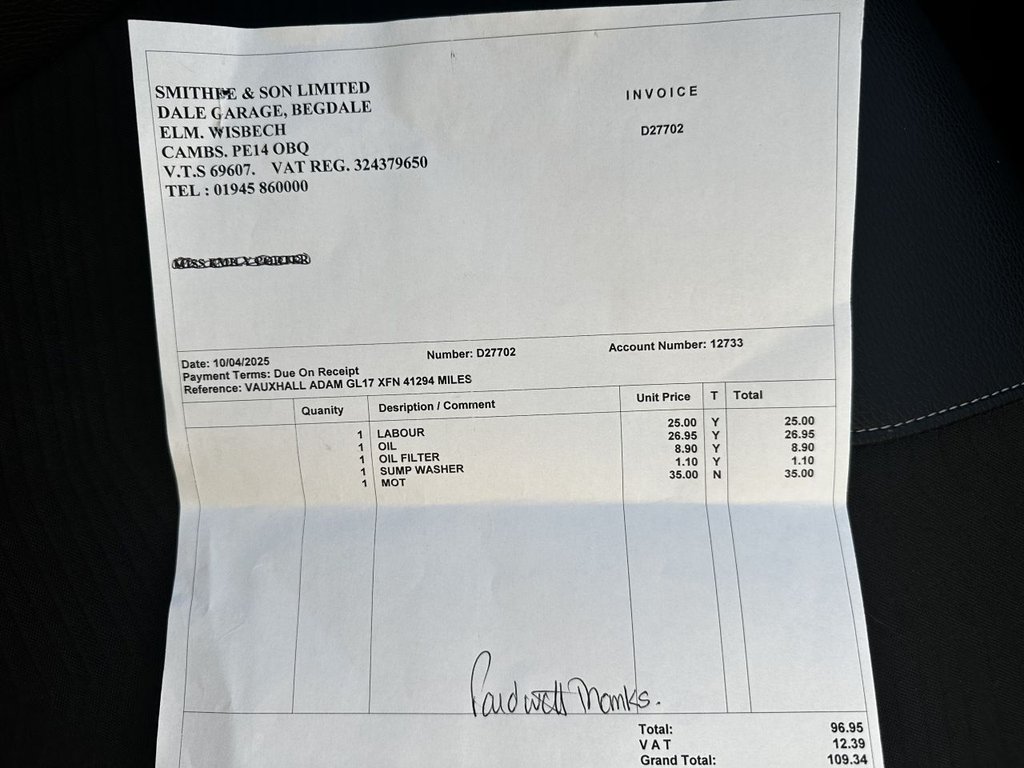 SMITHEE & SON LIMITED
DALE GARAGE, BEGDALE
ELM. WISBECH
CAMBS. PE14 OBQ
V.T.S 69607. VAT REG. 324379650
TEL : 01945 860000
INVOICE
D27702
Date: 10/04/2025
Number: D27702
Account Number: 12733
Payment Terms: Due On Receipt
Reference: VAUXHALL ADAM GL17 XFN 41294 MILES
Quanity Desription / Comment Unit Price T Total
1 LABOUR 25.00 Y 25.00
1 OIL 26.95 Y 26.95
1 OIL FILTER 8.90 Y 8.90
1 SUMP WASHER 1.10 Y 1.10
1 MOT 35.00 N 35.00
Paid with Thanks.
Total: 96.95
V A T 12.39
Grand Total: 109.34